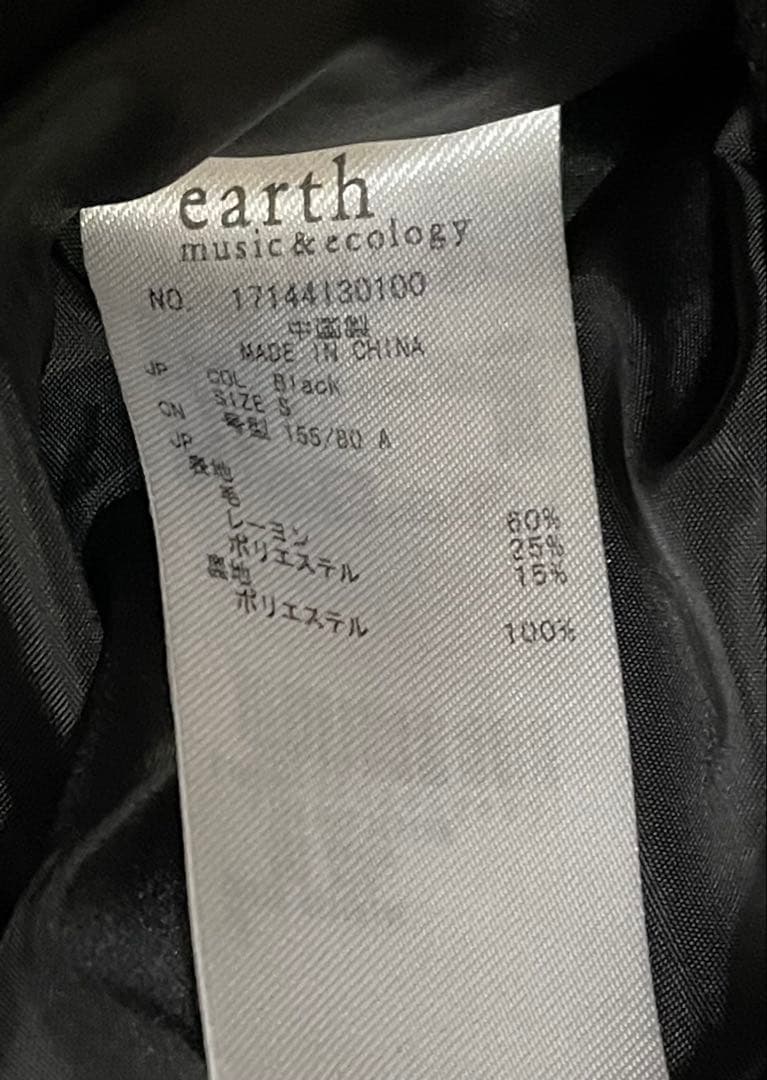 earth
music&ecology
NO. 17144130100
中国製
MADE IN CHINA
JP COL Black
SIZE S
CN 号型 155/80 A
JP
表地
毛 60%
レーヨン 25%
ポリエステル 15%
裏地
ポリエステル 100%